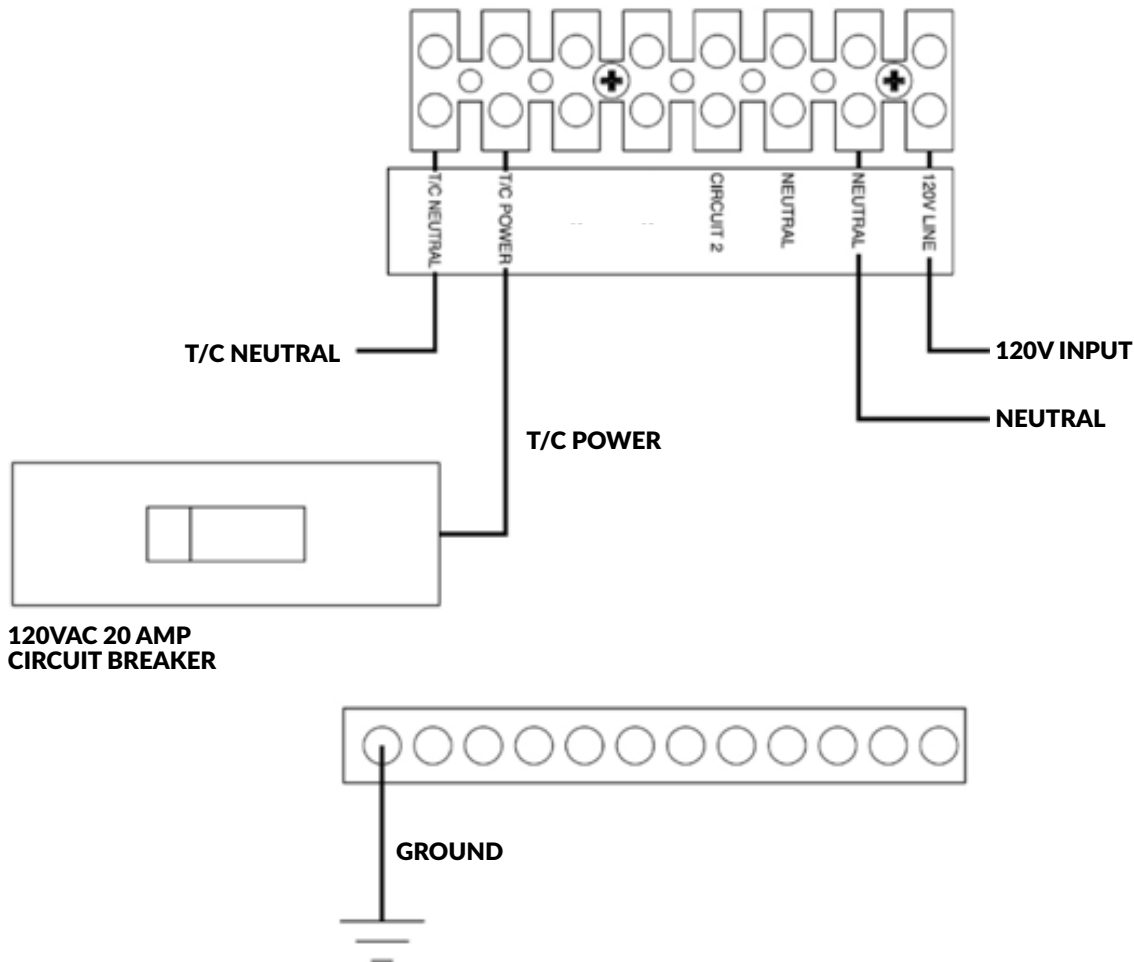 T/C NEUTRAL
T/C POWER
--
--
CIRCUIT 2
NEUTRAL
NEUTRAL
120V LINE
T/C NEUTRAL
120V INPUT
NEUTRAL
T/C POWER
120VAC 20 AMP
CIRCUIT BREAKER
GROUND